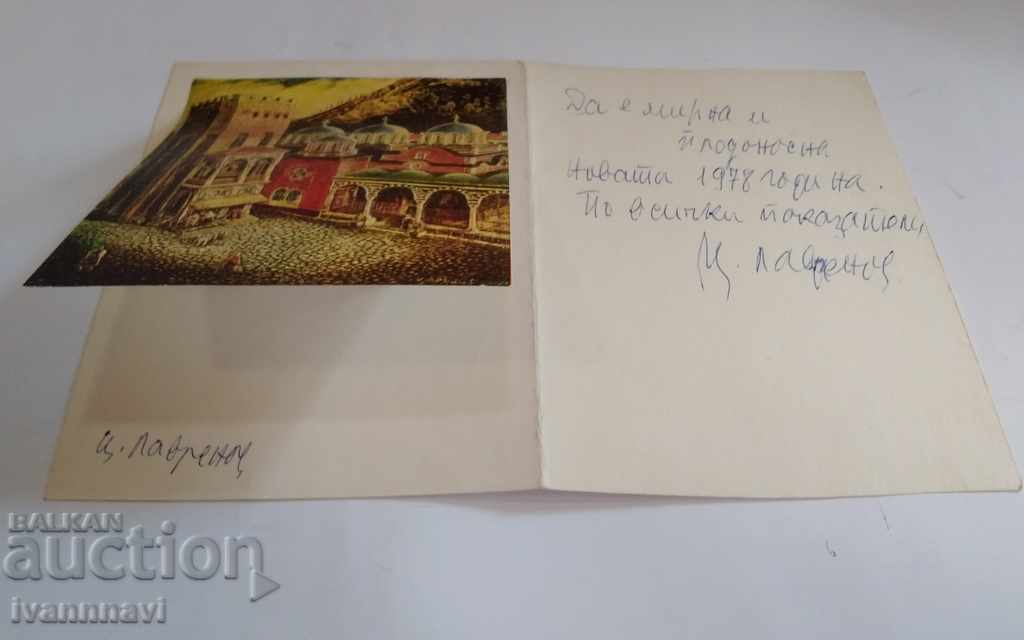 Да е мирна и
плодоносна
Новата 1978 година.
По всички показатели
Ц. Лавренов
Ц. Лавренов
BALKAN
auction
ivannnavi